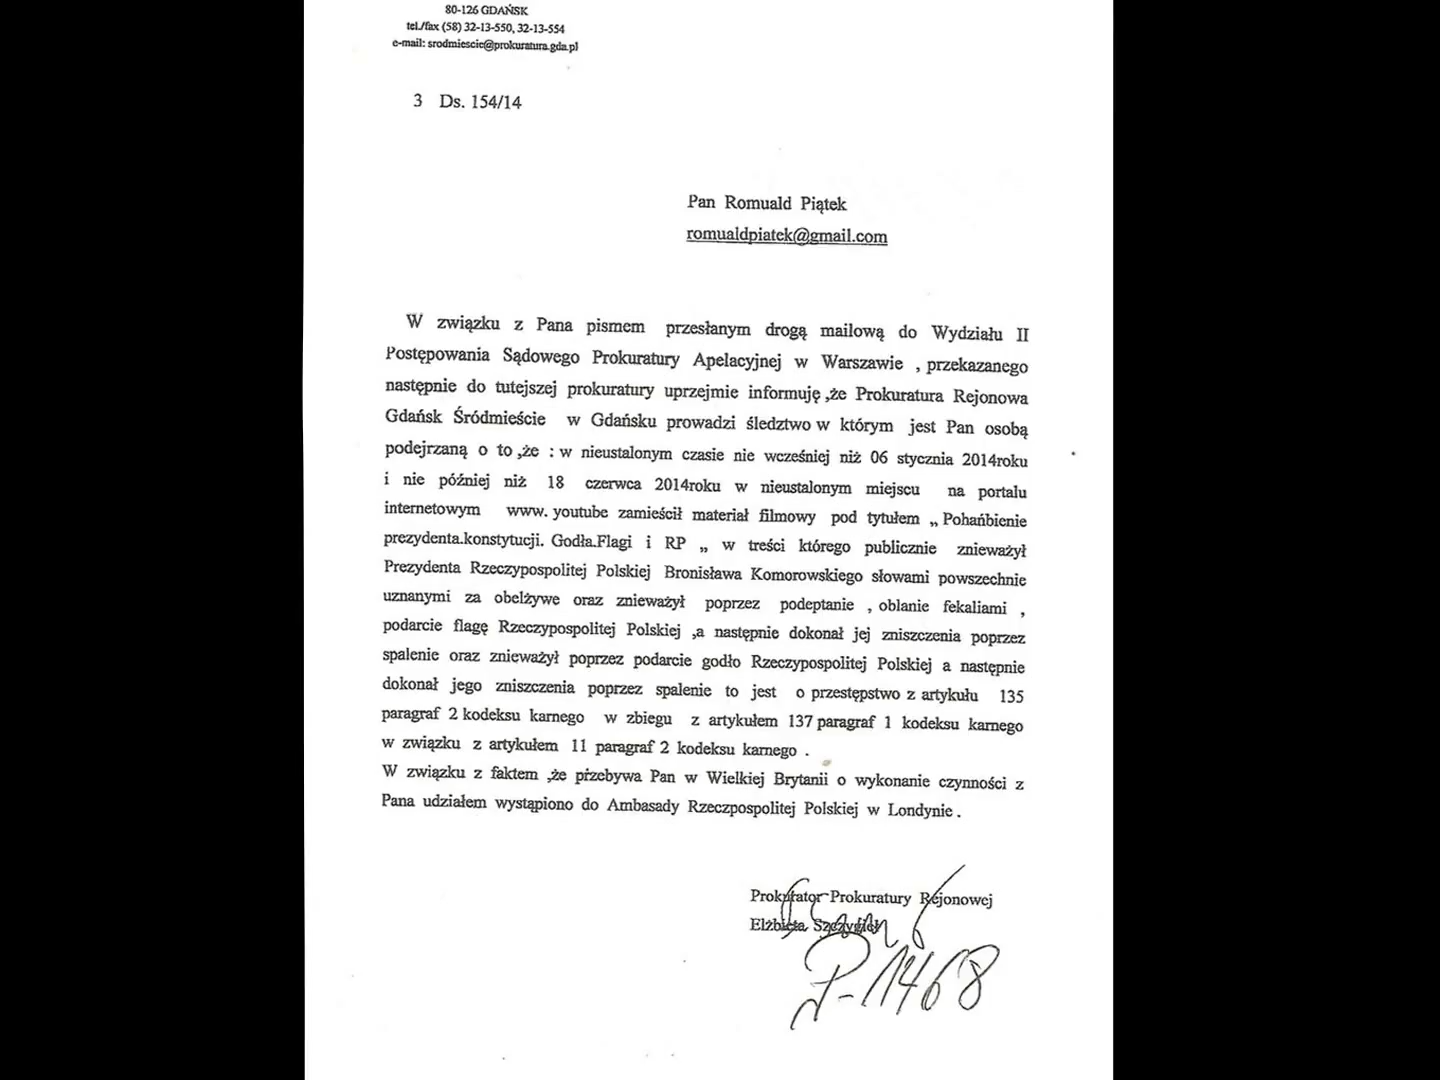 80-126 GDAŃSK
tel./fax (58) 32-13-550, 32-13-554
e-mail: srodmiescie@prokuratura.gda.pl
3 Ds. 154/14
Pan Romuald Piątek
romualdpiatek@gmail.com
W związku z Pana pismem przesłanym drogą mailową do Wydziału II
Postępowania Sądowego Prokuratury Apelacyjnej w Warszawie , przekazanego
następnie do tutejszej prokuratury uprzejmie informuję ,że Prokuratura Rejonowa
Gdańsk Śródmieście w Gdańsku prowadzi śledztwo w którym jest Pan osobą
podejrzaną o to ,że : w nieustalonym czasie nie wcześniej niż 06 stycznia 2014roku
i nie później niż 18 czerwca 2014roku w nieustalonym miejscu na portalu
internetowym www. youtube zamieścił materiał filmowy pod tytułem „ Pohańbienie
prezydenta.konstytucji. Godła.Flagi i RP „ w treści którego publicznie znieważył
Prezydenta Rzeczypospolitej Polskiej Bronisława Komorowskiego słowami powszechnie
uznanymi za obelżywe oraz znieważył poprzez podeptanie , oblanie fekaliami ,
podarcie flagę Rzeczypospolitej Polskiej ,a następnie dokonał jej zniszczenia poprzez
spalenie oraz znieważył poprzez podarcie godło Rzeczypospolitej Polskiej a następnie
dokonał jego zniszczenia poprzez spalenie to jest o przestępstwo z artykułu 135
paragraf 2 kodeksu karnego w zbiegu z artykułem 137 paragraf 1 kodeksu karnego
w związku z artykułem 11 paragraf 2 kodeksu karnego .
W związku z faktem ,że przebywa Pan w Wielkiej Brytanii o wykonanie czynności z
Pana udziałem wystąpiono do Ambasady Rzeczpospolitej Polskiej w Londynie .
Prokurator Prokuratury Rejonowej
Elżbieta Szczygieł
P-1468